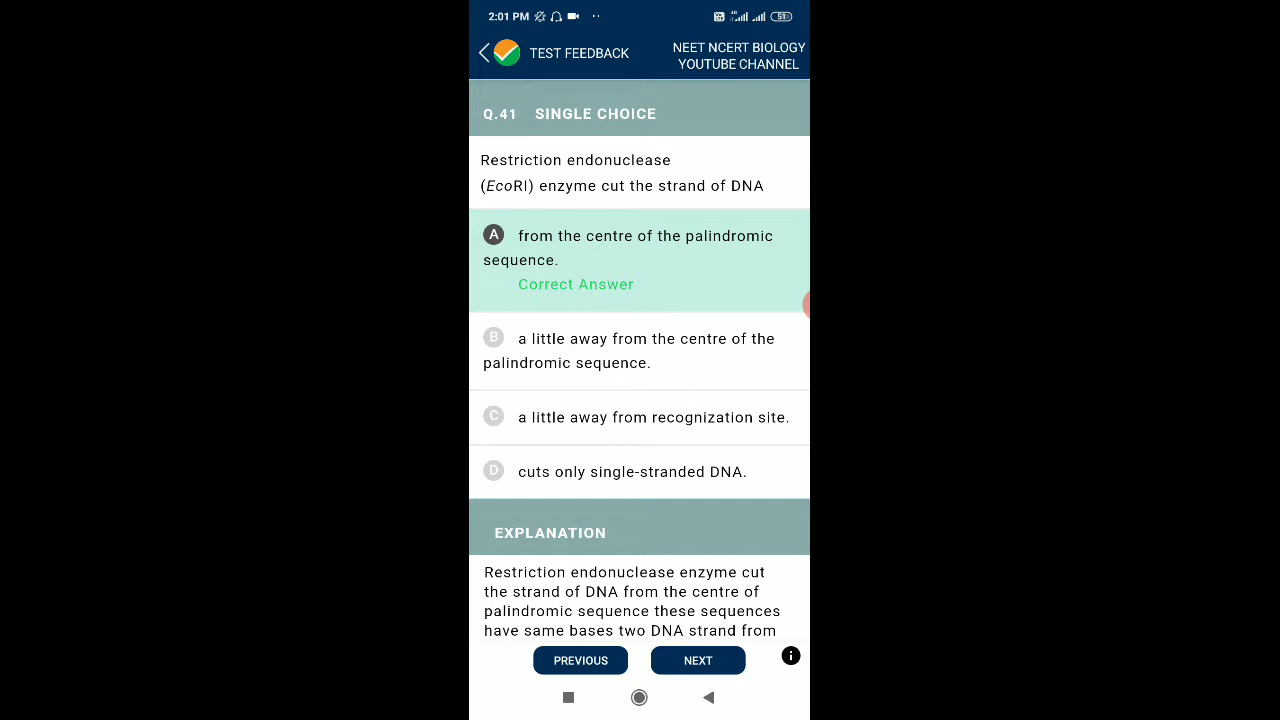 2:01 PM
4G 51
TEST FEEDBACK
NEET NCERT BIOLOGY
YOUTUBE CHANNEL
Q.41 SINGLE CHOICE
Restriction endonuclease
(EcoRI) enzyme cut the strand of DNA
A from the centre of the palindromic
sequence.
Correct Answer
B a little away from the centre of the
palindromic sequence.
C a little away from recognization site.
D cuts only single-stranded DNA.
EXPLANATION
Restriction endonuclease enzyme cut
the strand of DNA from the centre of
palindromic sequence these sequences
have same bases two DNA strand from
PREVIOUS NEXT i